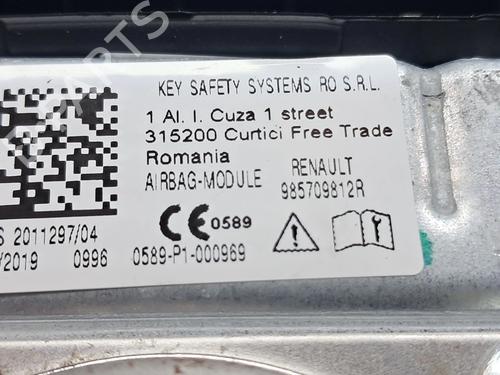 KEY SAFETY SYSTEMS RO S.R.L.
1 Al. I. Cuza 1 street
315200 Curtici Free Trade
Romania
AIRBAG-MODULE RENAULT
985709812R
CE 0589
S 2011297/04
/2019 0996 0589-P1-000969